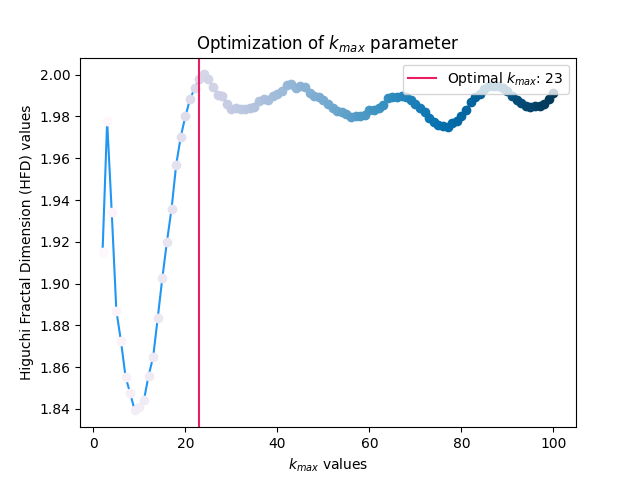 Optimization of k_max parameter
Optimal k_max: 23
Higuchi Fractal Dimension (HFD) values
2.00
1.98
1.96
1.94
1.92
1.90
1.88
1.86
1.84
0 20 40 60 80 100
k_max values